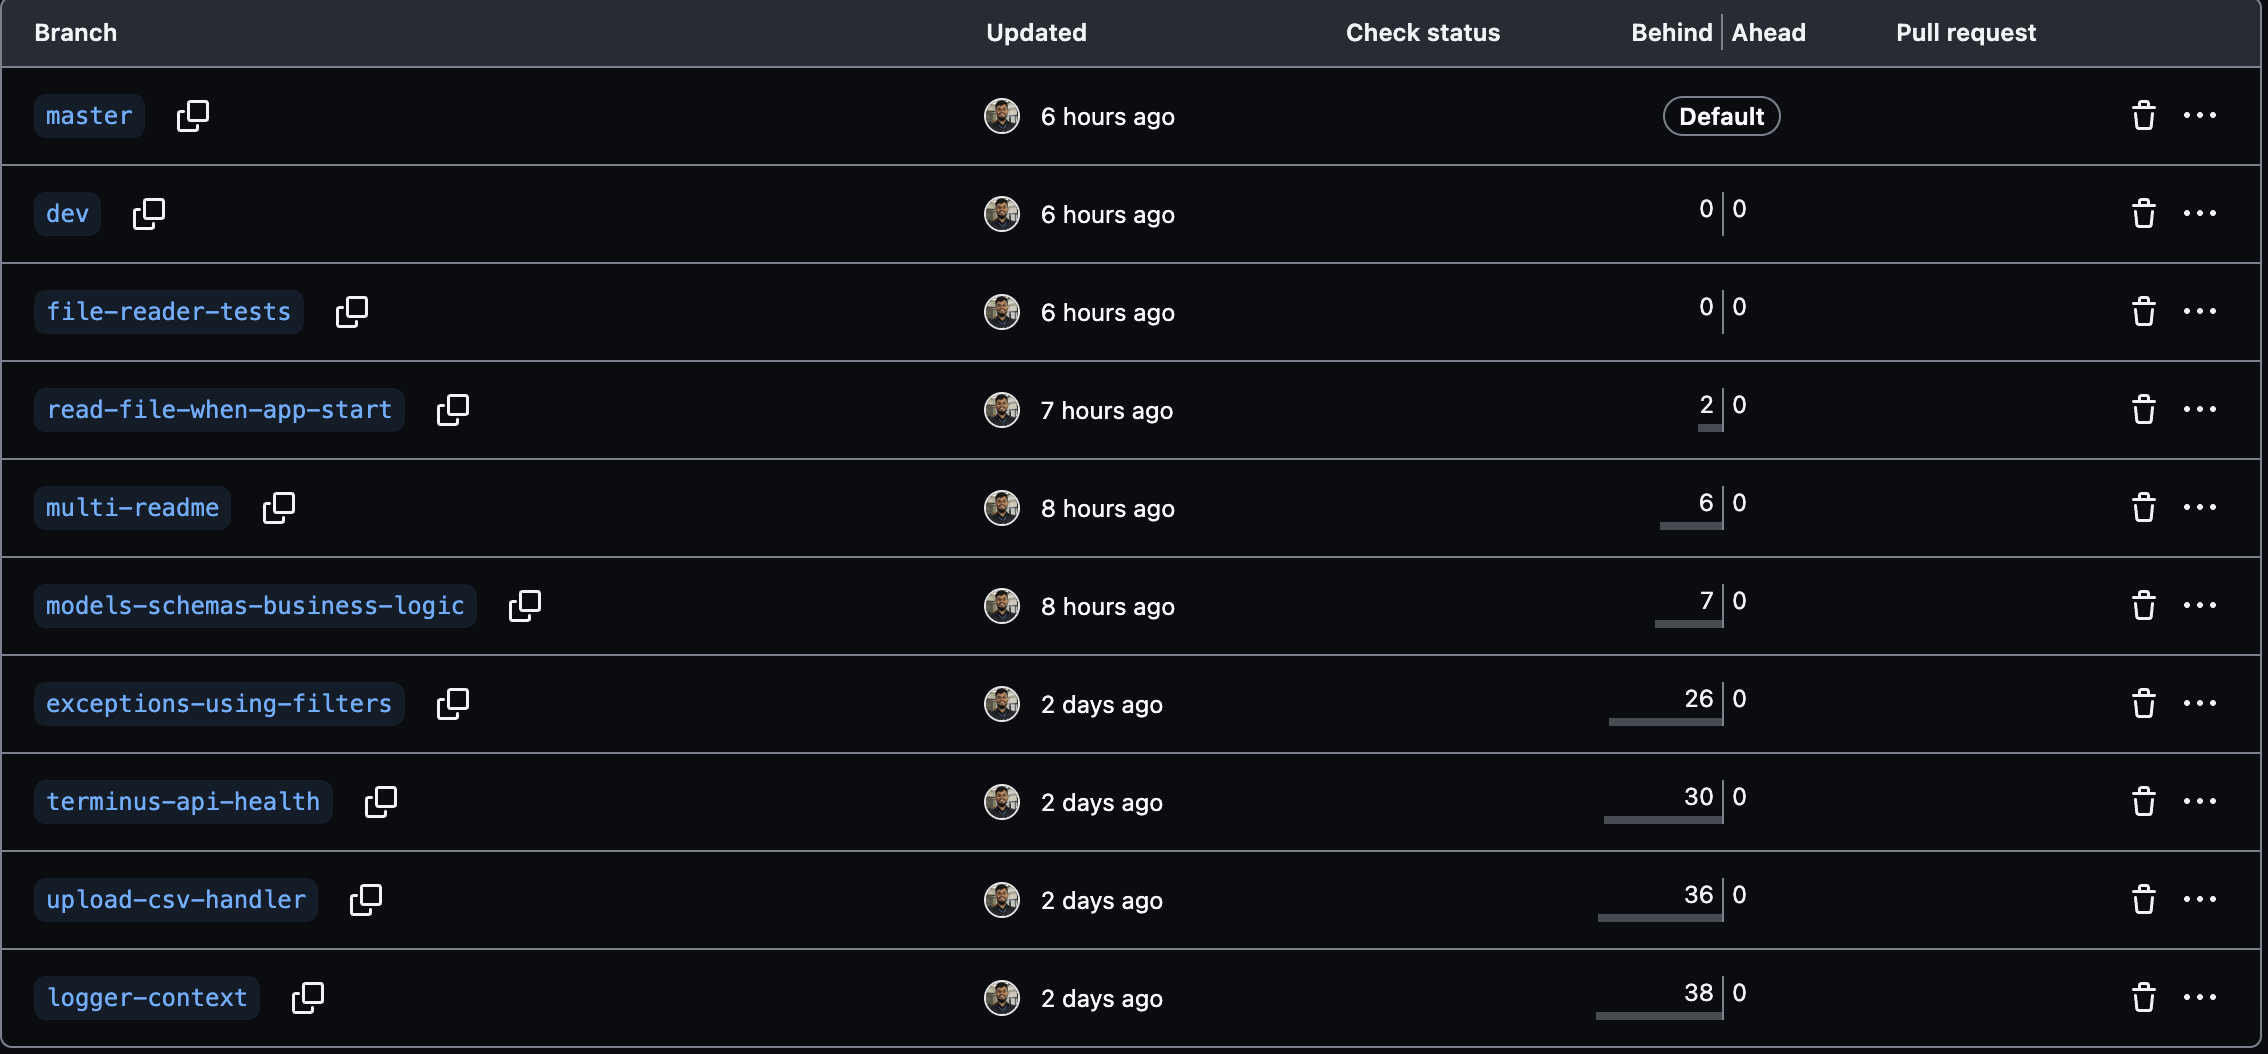 Branch Updated Check status Behind Ahead Pull request
master 6 hours ago Default
dev 6 hours ago 0 0
file-reader-tests 6 hours ago 0 0
read-file-when-app-start 7 hours ago 2 0
multi-readme 8 hours ago 6 0
models-schemas-business-logic 8 hours ago 7 0
exceptions-using-filters 2 days ago 26 0
terminus-api-health 2 days ago 30 0
upload-csv-handler 2 days ago 36 0
logger-context 2 days ago 38 0